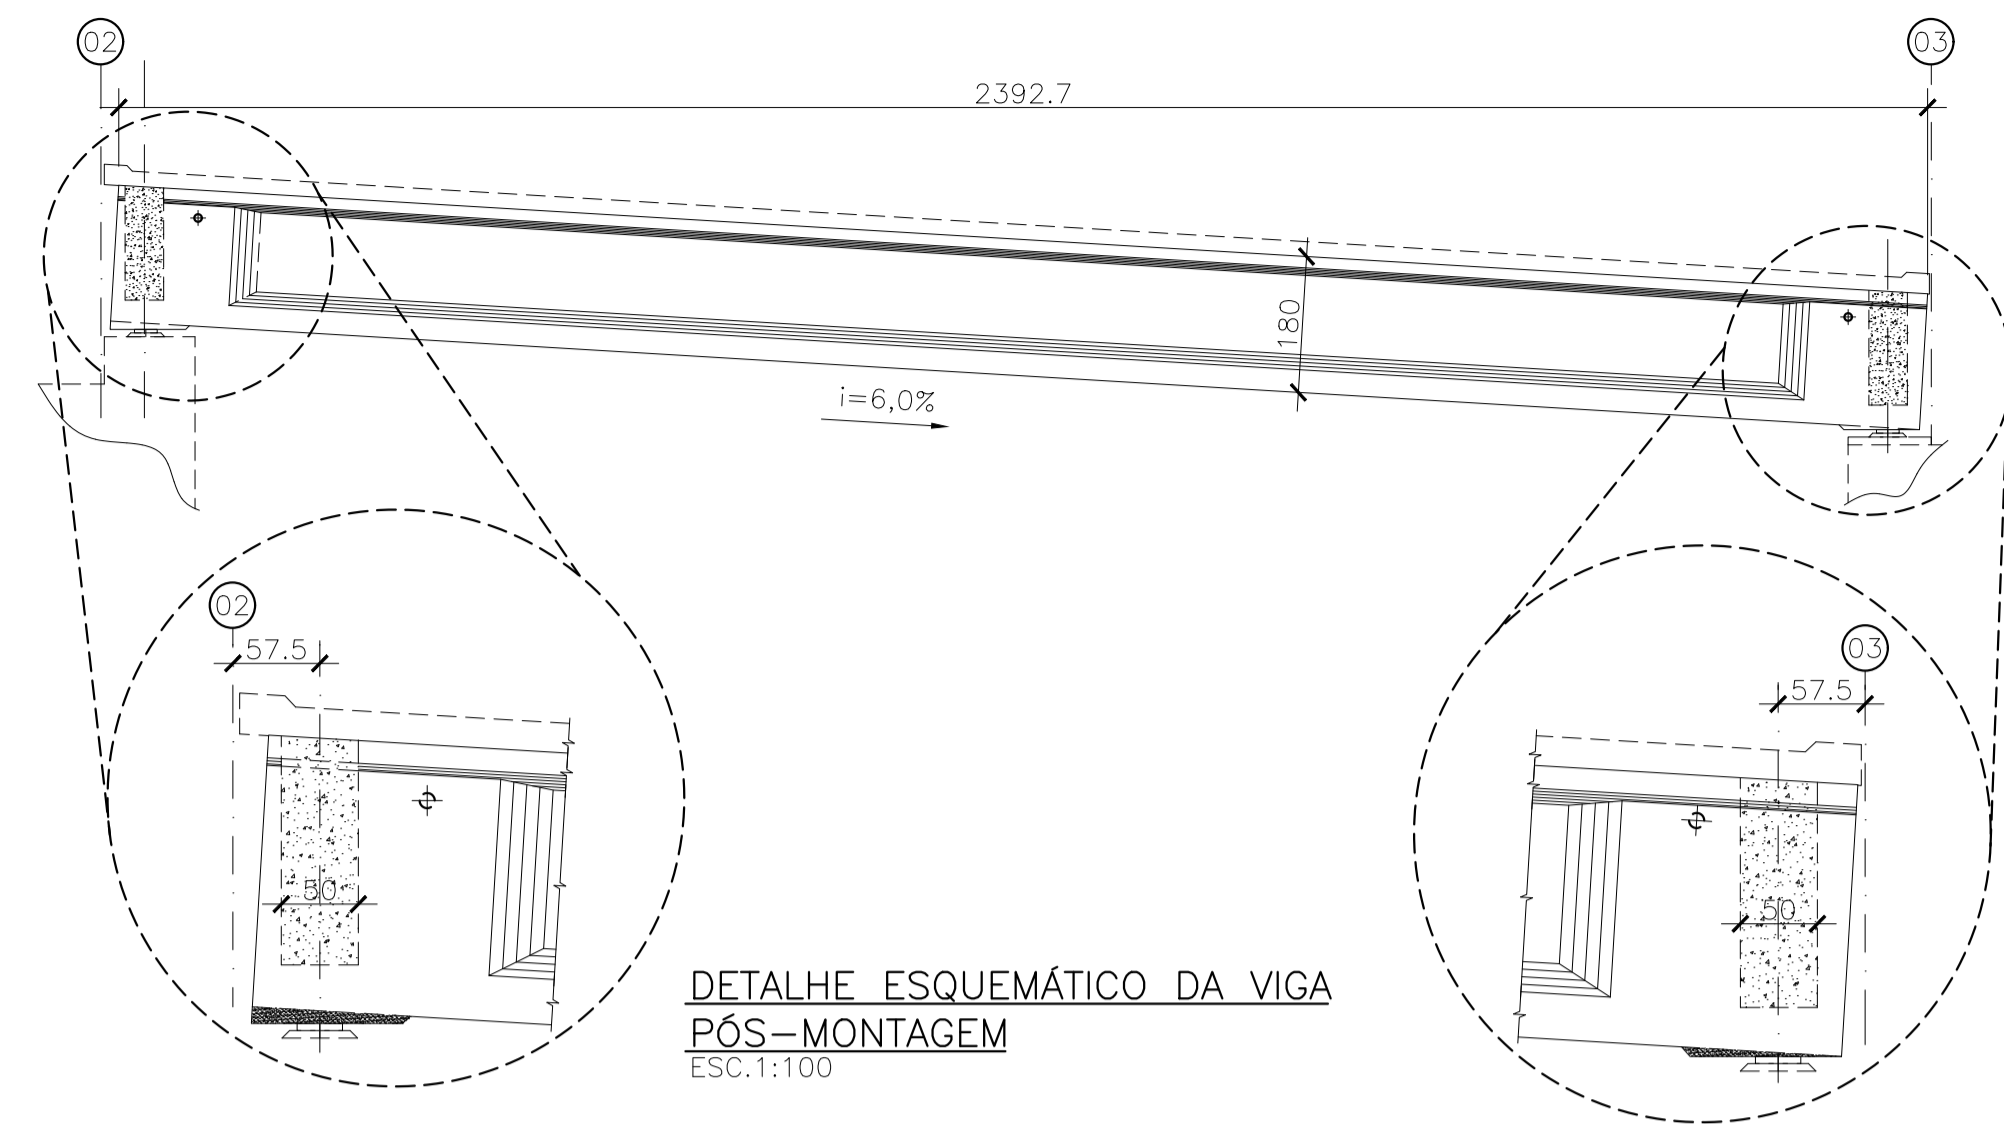 02
03
2392.7
180
i=6,0%
02
57.5
50
03
57.5
50
DETALHE ESQUEMÁTICO DA VIGA
PÓS-MONTAGEM
ESC.1:100